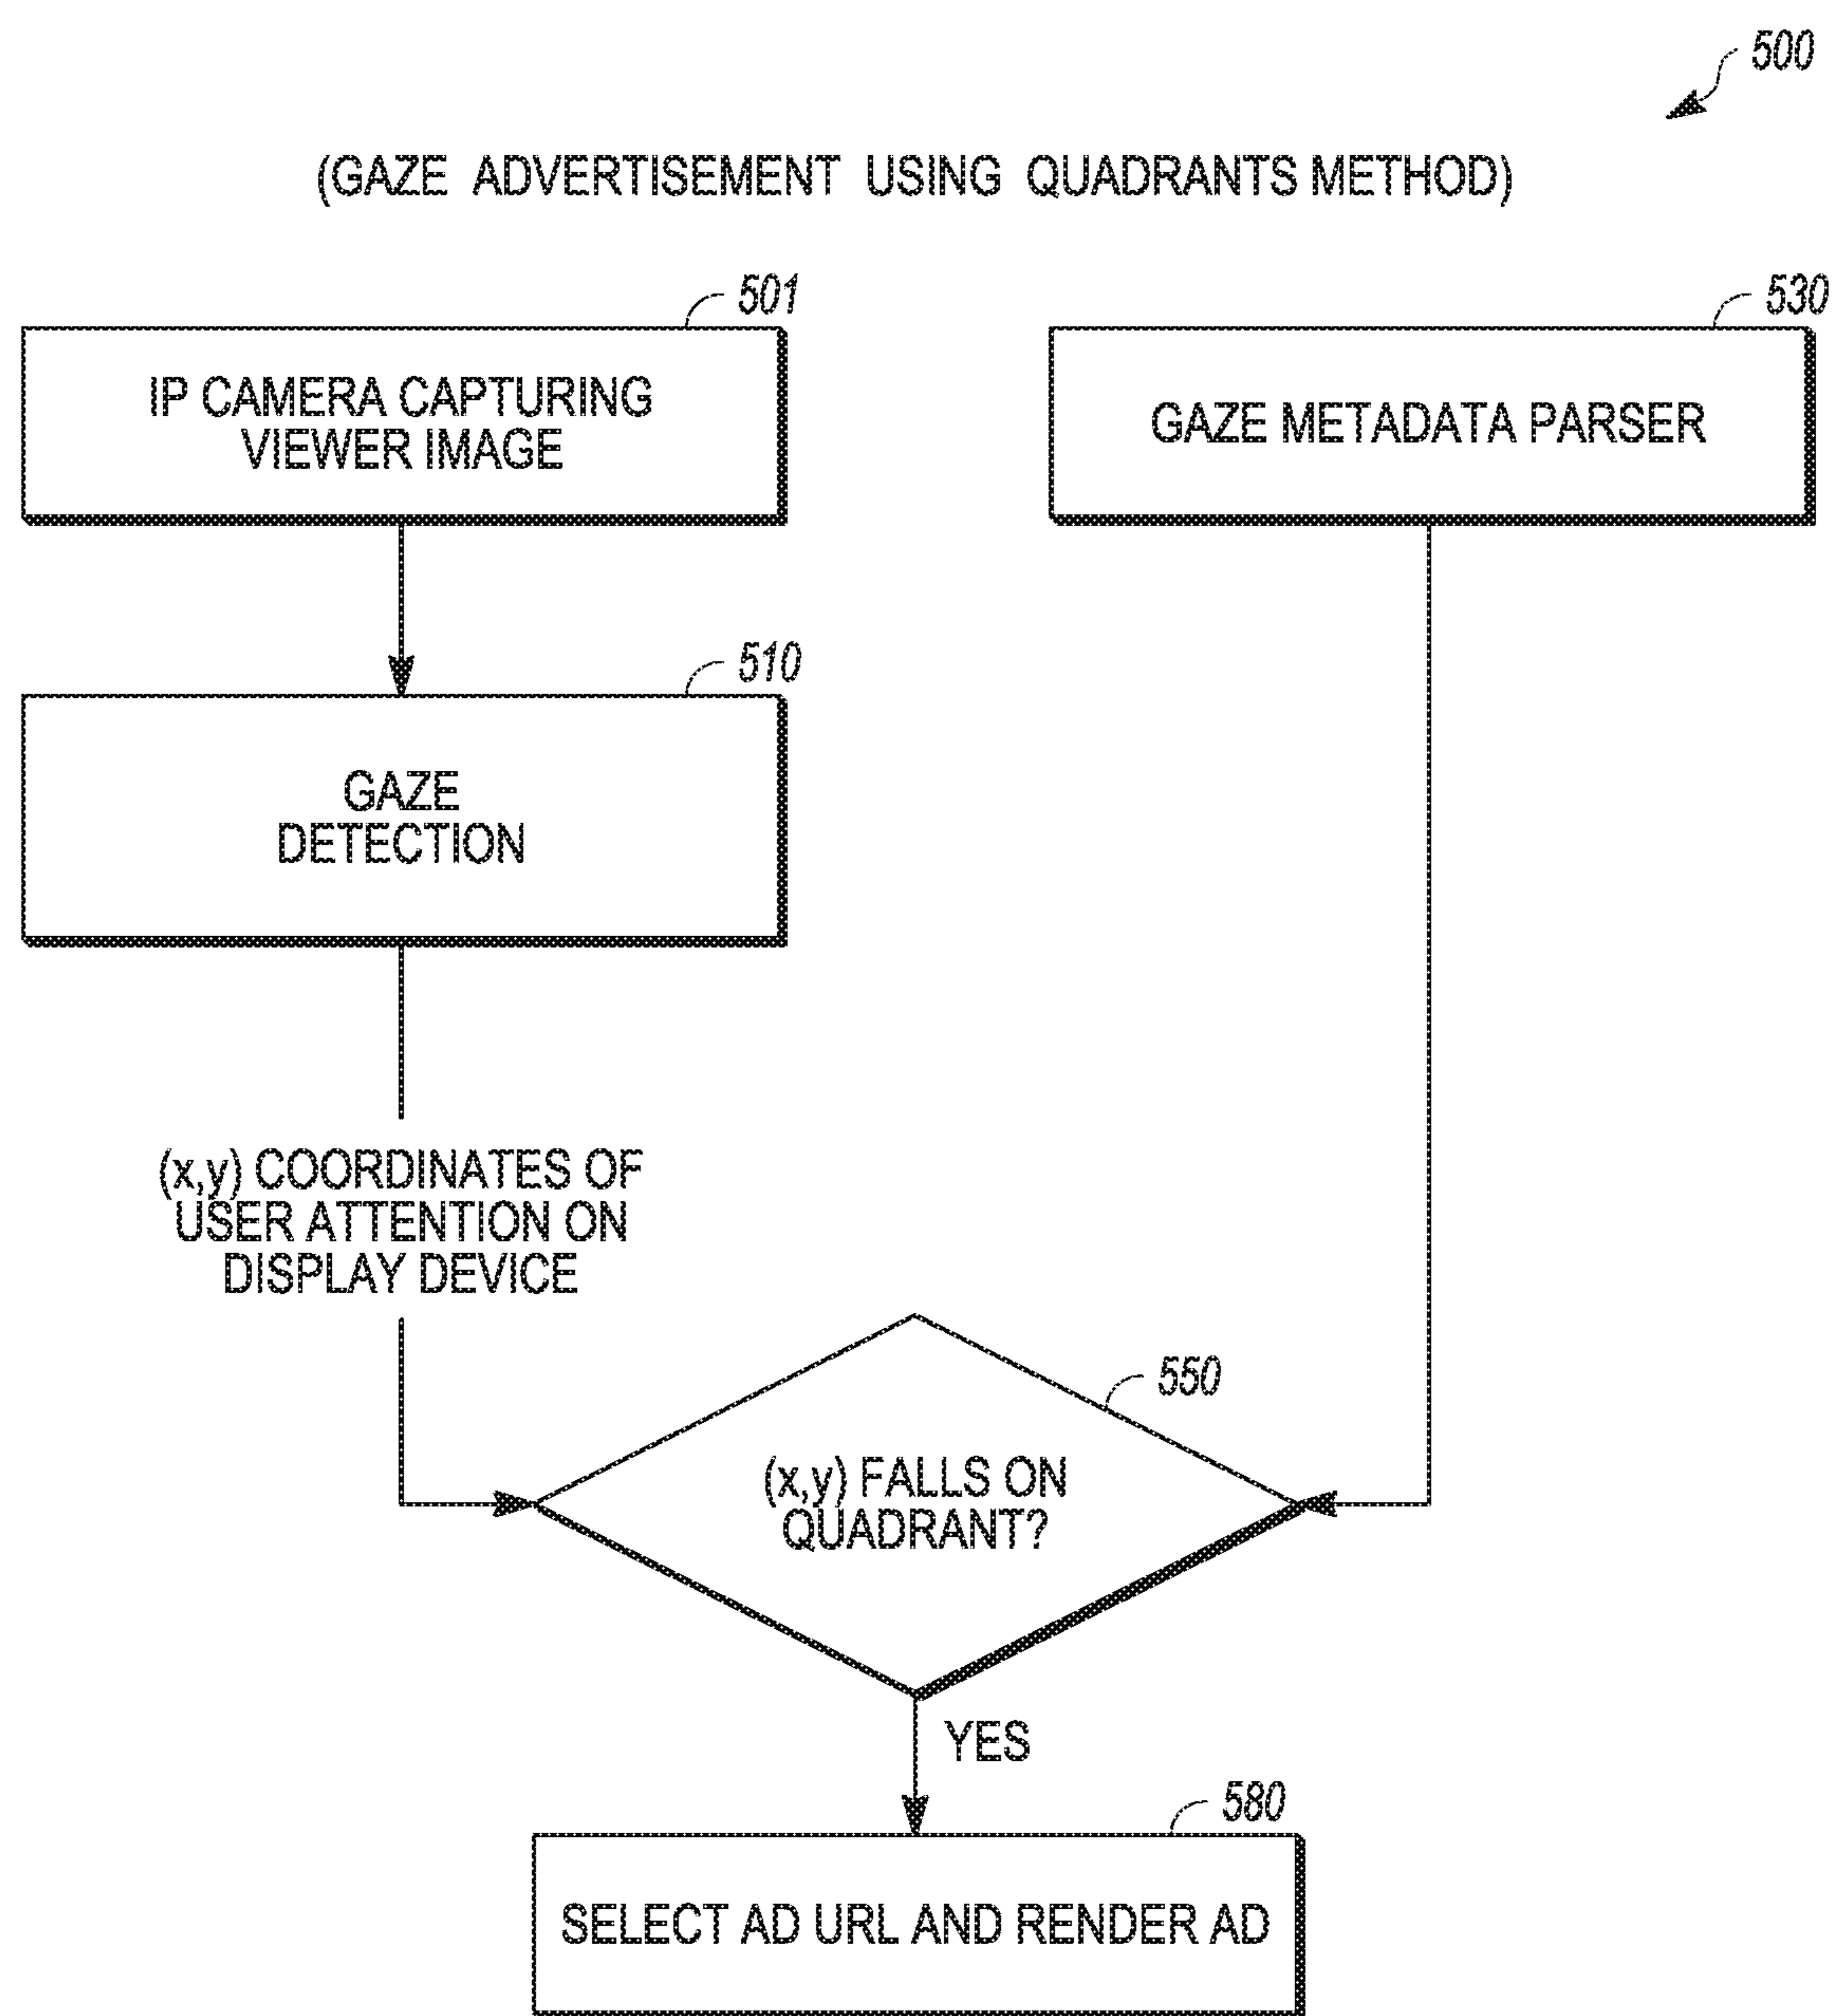 500
(GAZE ADVERTISEMENT USING QUADRANTS METHOD)
501
IP CAMERA CAPTURING
VIEWER IMAGE
530
GAZE METADATA PARSER
510
GAZE
DETECTION
(x,y) COORDINATES OF
USER ATTENTION ON
DISPLAY DEVICE
550
(x,y) FALLS ON
QUADRANT?
YES
580
SELECT AD URL AND RENDER AD